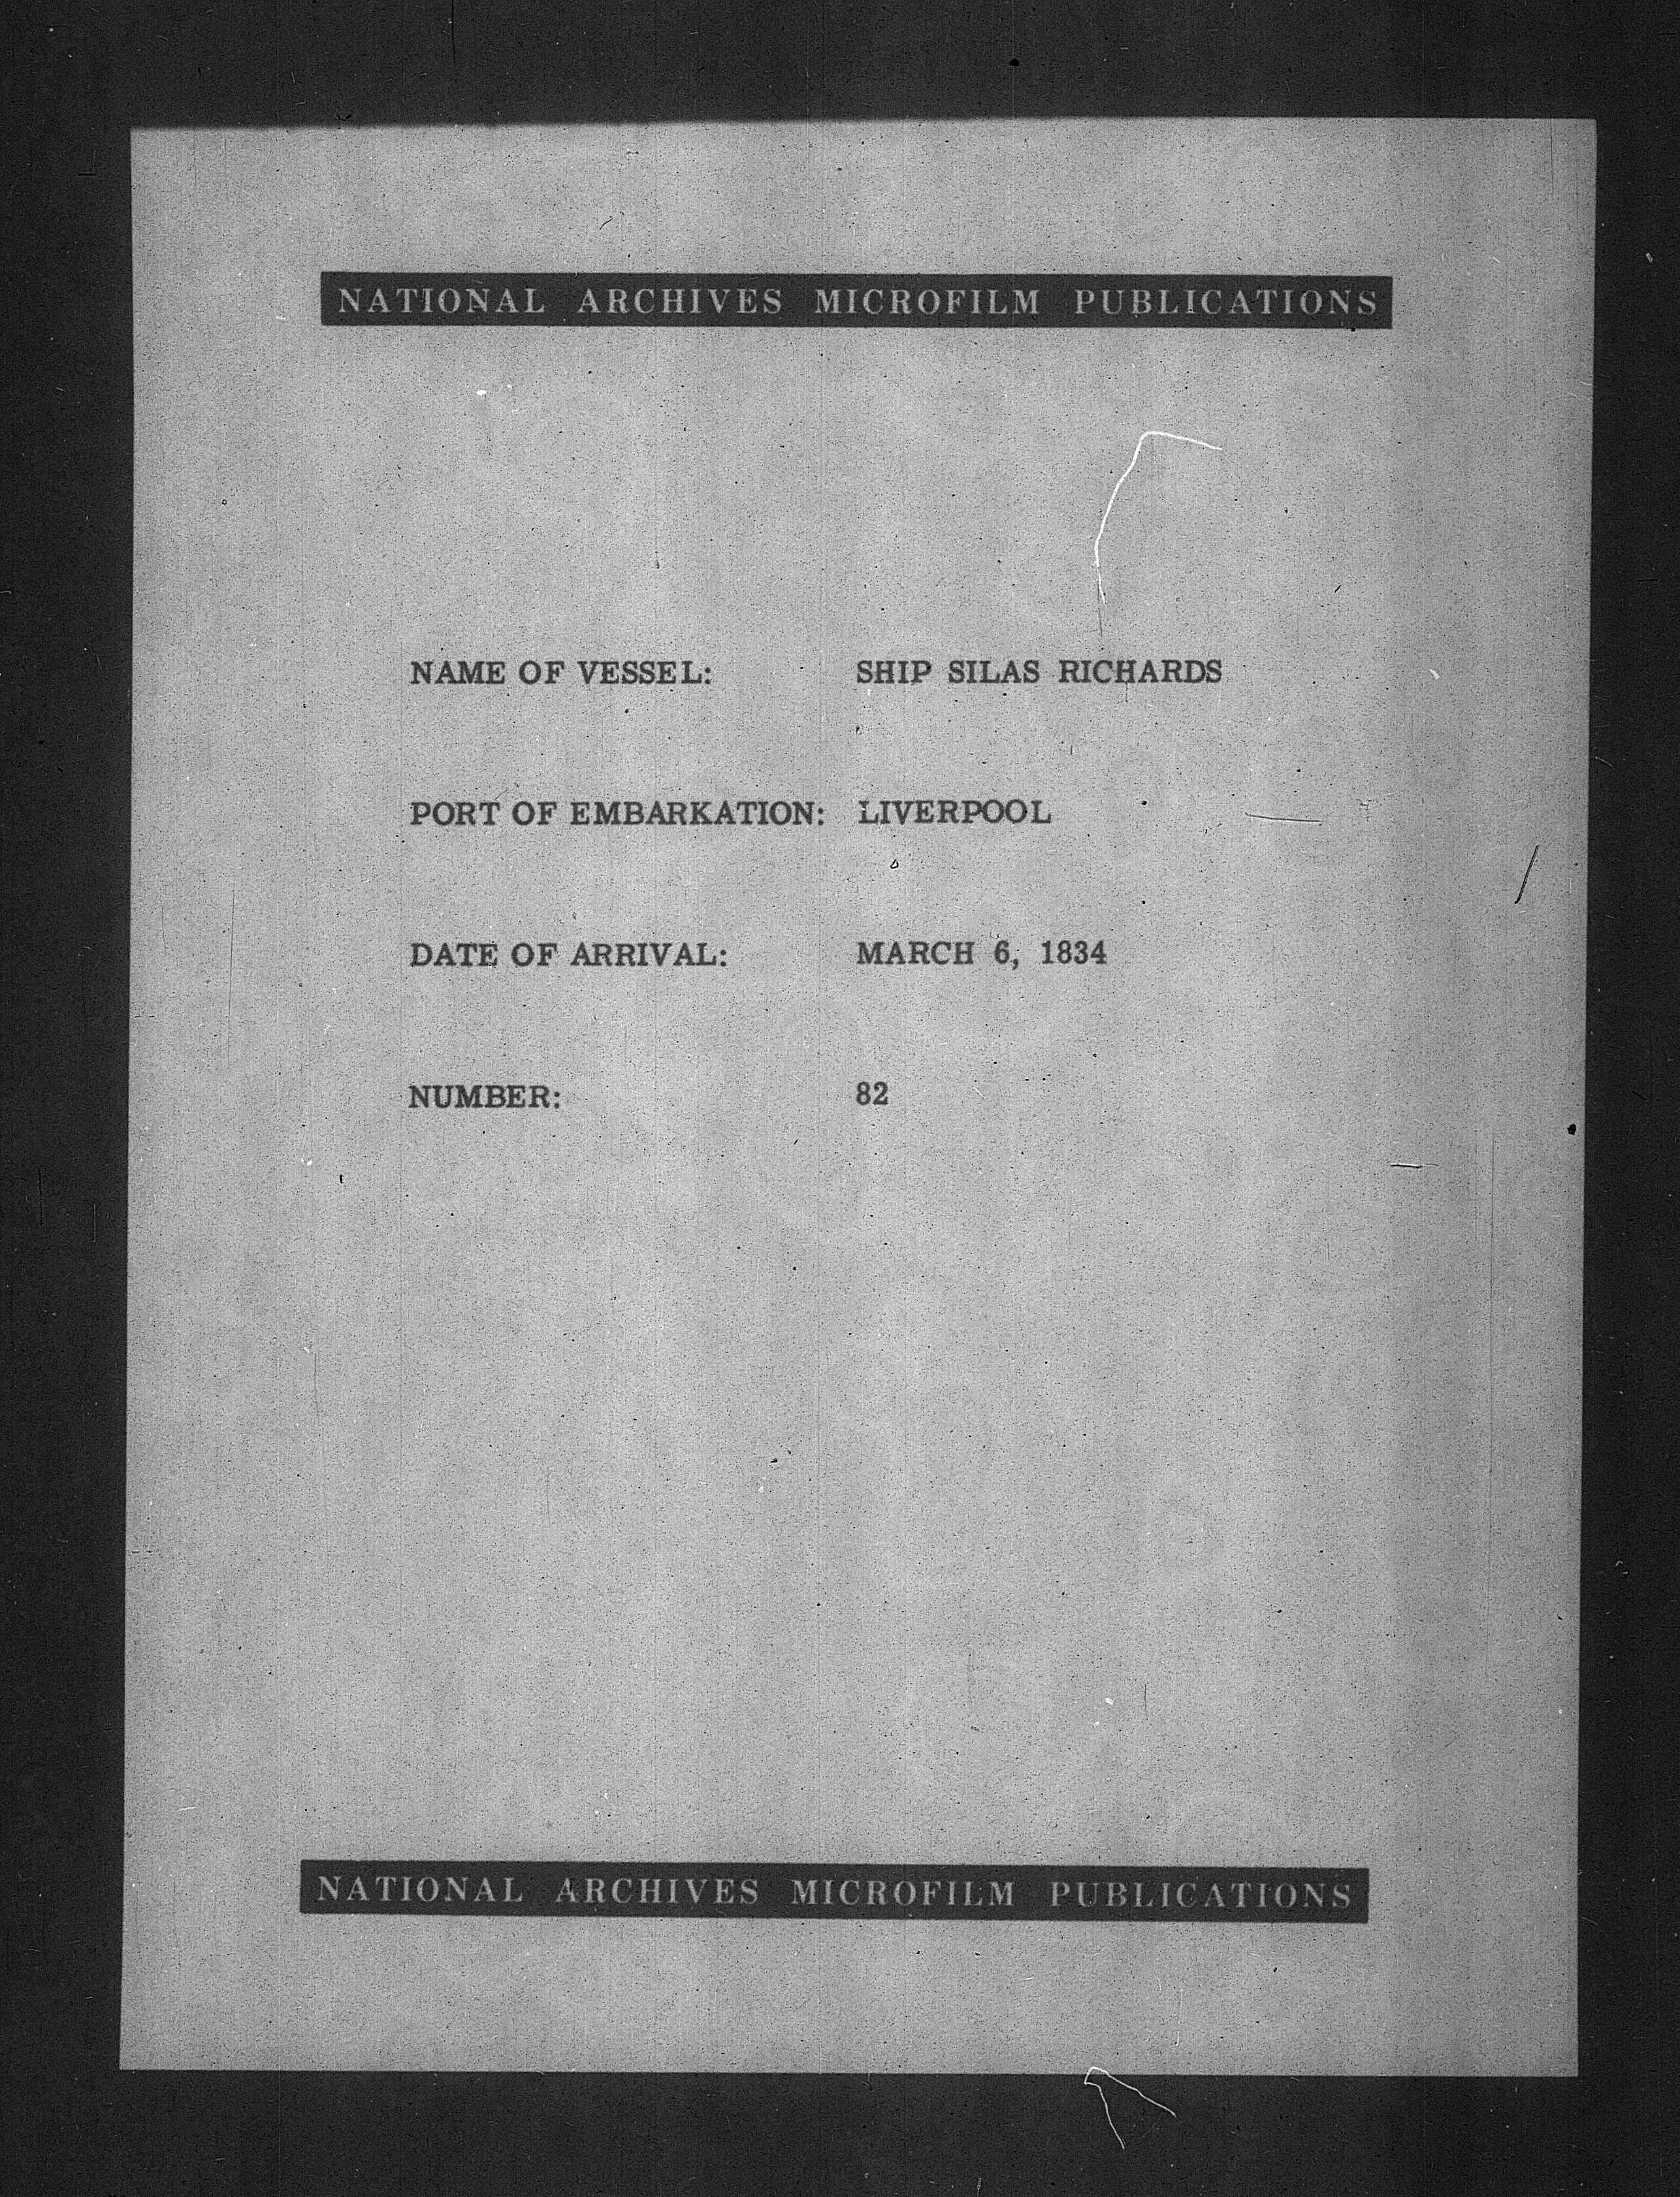 NATIONAL ARCHIVES MICROFILM PUBLICATIONS
NAME OF VESSEL: SHIP SILAS RICHARDS
PORT OF EMBARKATION: LIVERPOOL
DATE OF ARRIVAL: MARCH 6, 1834
NUMBER: 82
NATIONAL ARCHIVES MICROFILM PUBLICATIONS